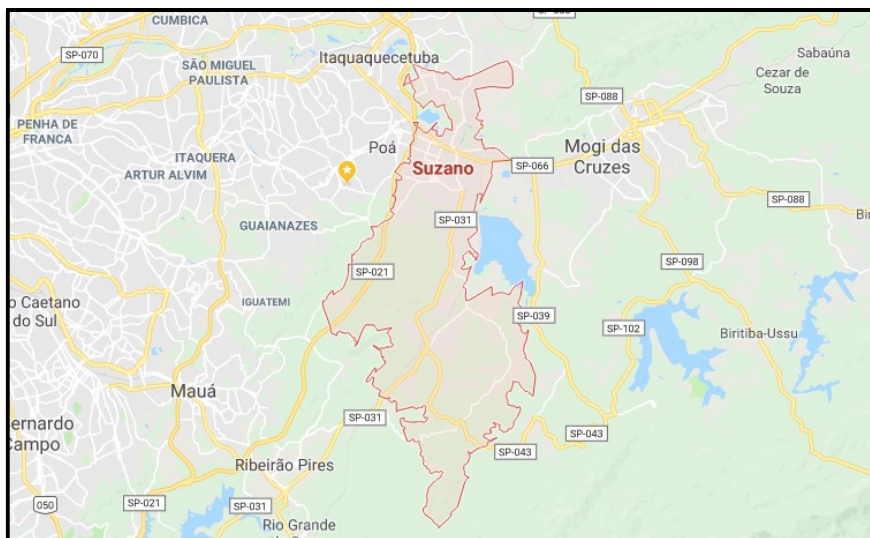 CUMBICA
SP-070
SÃO MIGUEL
PAULISTA
Itaquaquecetuba
Sabaúna
Cezar de
Souza
SP-088
PENHA DE
FRANCA
Poá
ITAQUERA
ARTUR ALVIM
Suzano
SP-066
Mogi das
Cruzes
SP-088
GUAIANAZES
SP-031
SP-021
SP-098
IGUATEMI
o Caetano
do Sul
SP-039
SP-102
Biritiba-Ussu
Mauá
SP-031
ernardo
Campo
SP-043
SP-043
Ribeirão Pires
050
SP-021
SP-031
Rio Grande